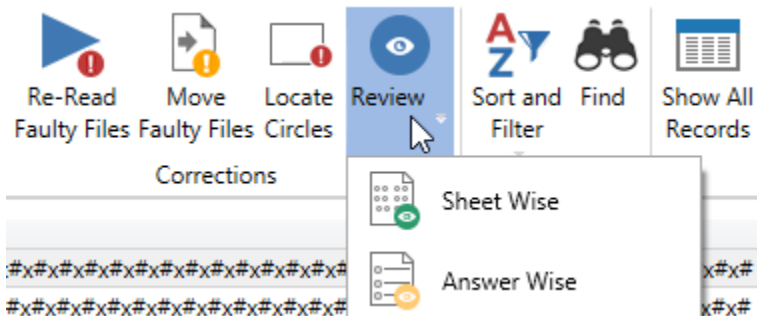 Re-Read Move Locate Review Sort and Find Show All
Faulty Files Faulty Files Circles Filter Records
Corrections
Sheet Wise
:#x#x#x#x#x#x#x#x#x#x#x#x#x# x#x#
Answer Wise
#x#x#x#x#x#x#x#x#x#x#x#x#x# x#x#